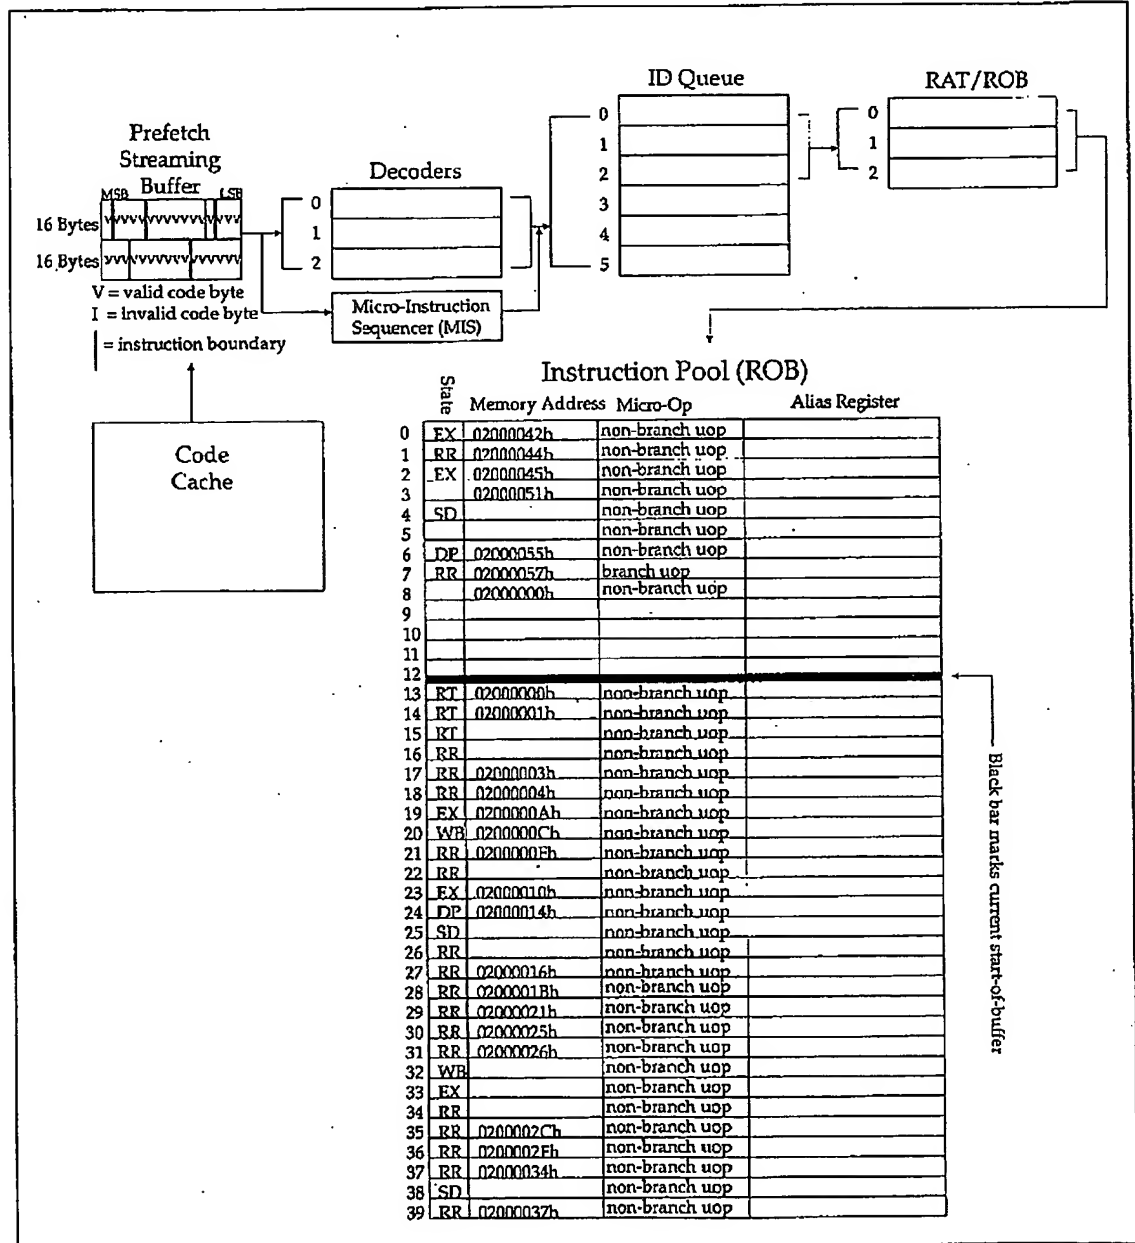 ID Queue
RAT/ROB
Prefetch
Streaming
Buffer
Decoders
MSB LSB
16 Bytes VVVVVVVVVVVVVVVV
16 Bytes VVVVVVVVVVVVVVVV
V = valid code byte
I = invalid code byte
| = instruction boundary
0
1
2
Micro-Instruction
Sequencer (MIS)
0
1
2
3
4
5
0
1
2
Code
Cache
Instruction Pool (ROB)
State Memory Address Micro-Op Alias Register
0 EX 02000042h non-branch uop
1 RR 02000044h non-branch uop
2 EX 02000045h non-branch uop
3 02000051h non-branch uop
4 SD non-branch uop
5 non-branch uop
6 DP 02000055h non-branch uop
7 RR 02000057h branch uop
8 02000000h non-branch uop
9
10
11
12
13 RT 02000000h non-branch uop
14 RT 02000001h non-branch uop
15 RT non-branch uop
16 RR non-branch uop
17 RR 02000003h non-branch uop
18 RR 02000004h non-branch uop
19 EX 0200000Ah non-branch uop
20 WB 0200000Ch non-branch uop
21 RR 0200000Fh non-branch uop
22 RR non-branch uop
23 EX 02000010h non-branch uop
24 DP 02000014h non-branch uop
25 SD non-branch uop
26 RR non-branch uop
27 RR 02000016h non-branch uop
28 RR 0200001Bh non-branch uop
29 RR 02000021h non-branch uop
30 RR 02000025h non-branch uop
31 RR 02000026h non-branch uop
32 WB non-branch uop
33 EX non-branch uop
34 RR non-branch uop
35 RR 0200002Ch non-branch uop
36 RR 0200002Fh non-branch uop
37 RR 02000034h non-branch uop
38 SD non-branch uop
39 RR 02000037h non-branch uop
Black bar marks current start-of-buffer